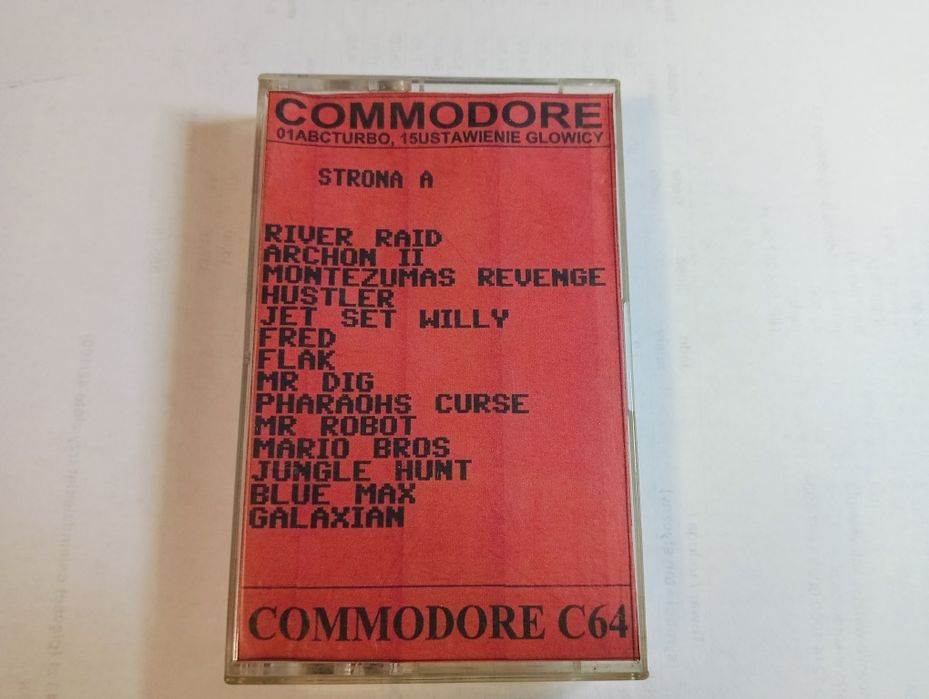 COMMODORE
01ABCTURBO, 15USTAWIENIE GLOWICY
STRONA A
RIVER RAID
ARCHON II
MONTEZUMAS REVENGE
HUSTLER
JET SET WILLY
FRED
FLAK
MR DIG
PHARAOHS CURSE
MR ROBOT
MARIO BROS
JUNGLE HUNT
BLUE MAX
GALAXIAN
COMMODORE C64